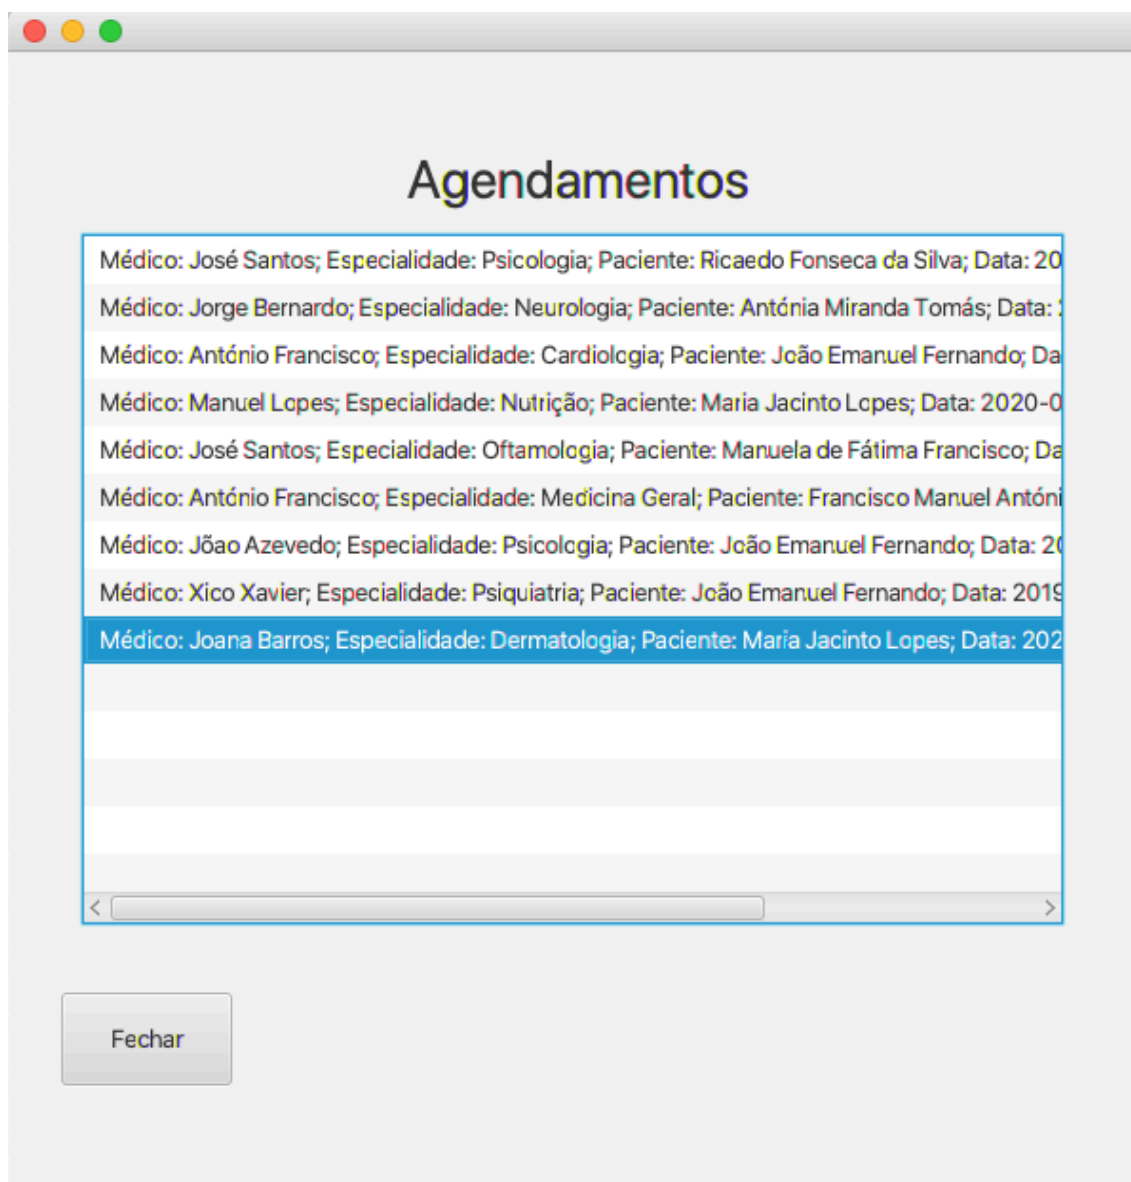 Agendamentos
Médico: José Santos; Especialidade: Psicologia; Paciente: Ricaedo Fonseca da Silva; Data: 20
Médico: Jorge Bernardo; Especialidade: Neurologia; Paciente: Antónia Miranda Tomás; Data:
Médico: António Francisco; Especialidade: Cardiologia; Paciente: João Emanuel Fernando; Da
Médico: Manuel Lopes; Especialidade: Nutrição; Paciente: Maria Jacinto Lopes; Data: 2020-0
Médico: José Santos; Especialidade: Oftamologia; Paciente: Manuela de Fátima Francisco; Da
Médico: António Francisco; Especialidade: Medicina Geral; Paciente: Francisco Manuel Antóni
Médico: Jõao Azevedo; Especialidade: Psicologia; Paciente: João Emanuel Fernando; Data: 20
Médico: Xico Xavier; Especialidade: Psiquiatria; Paciente: João Emanuel Fernando; Data: 2019
Médico: Joana Barros; Especialidade: Dermatologia; Paciente: Maria Jacinto Lopes; Data: 202
Fechar